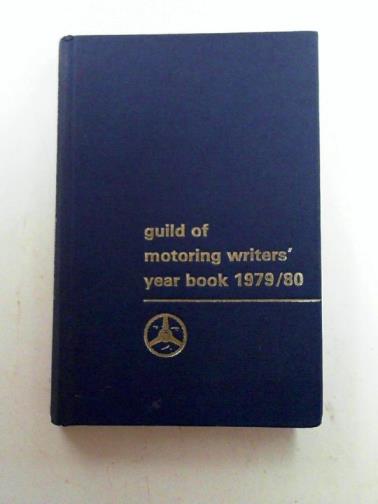 guild of
motoring writers'
year book 1979/80